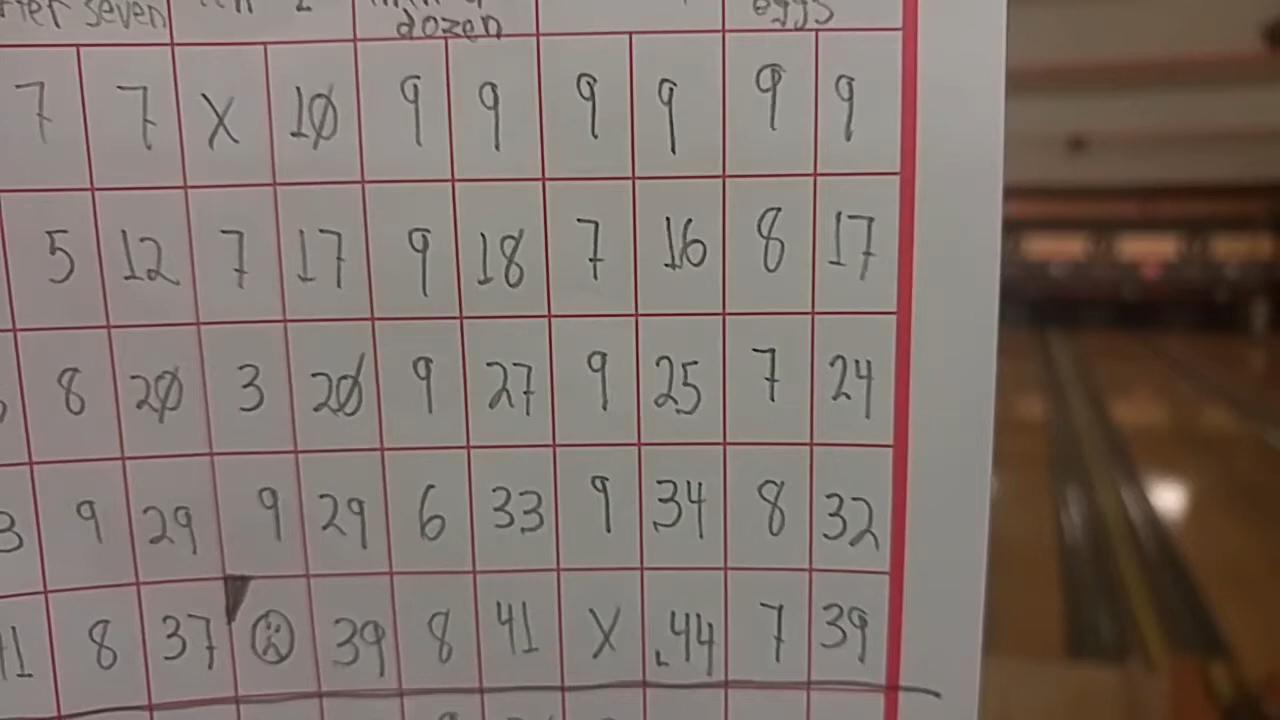 seven
dozen
eggs
7 7 X 10 9 9 9 9 9 9
5 12 7 17 9 18 7 16 8 17
8 20 3 20 9 27 9 25 7 24
3 9 29 9 29 6 33 9 34 8 32
1 8 37 39 8 41 X 44 7 39